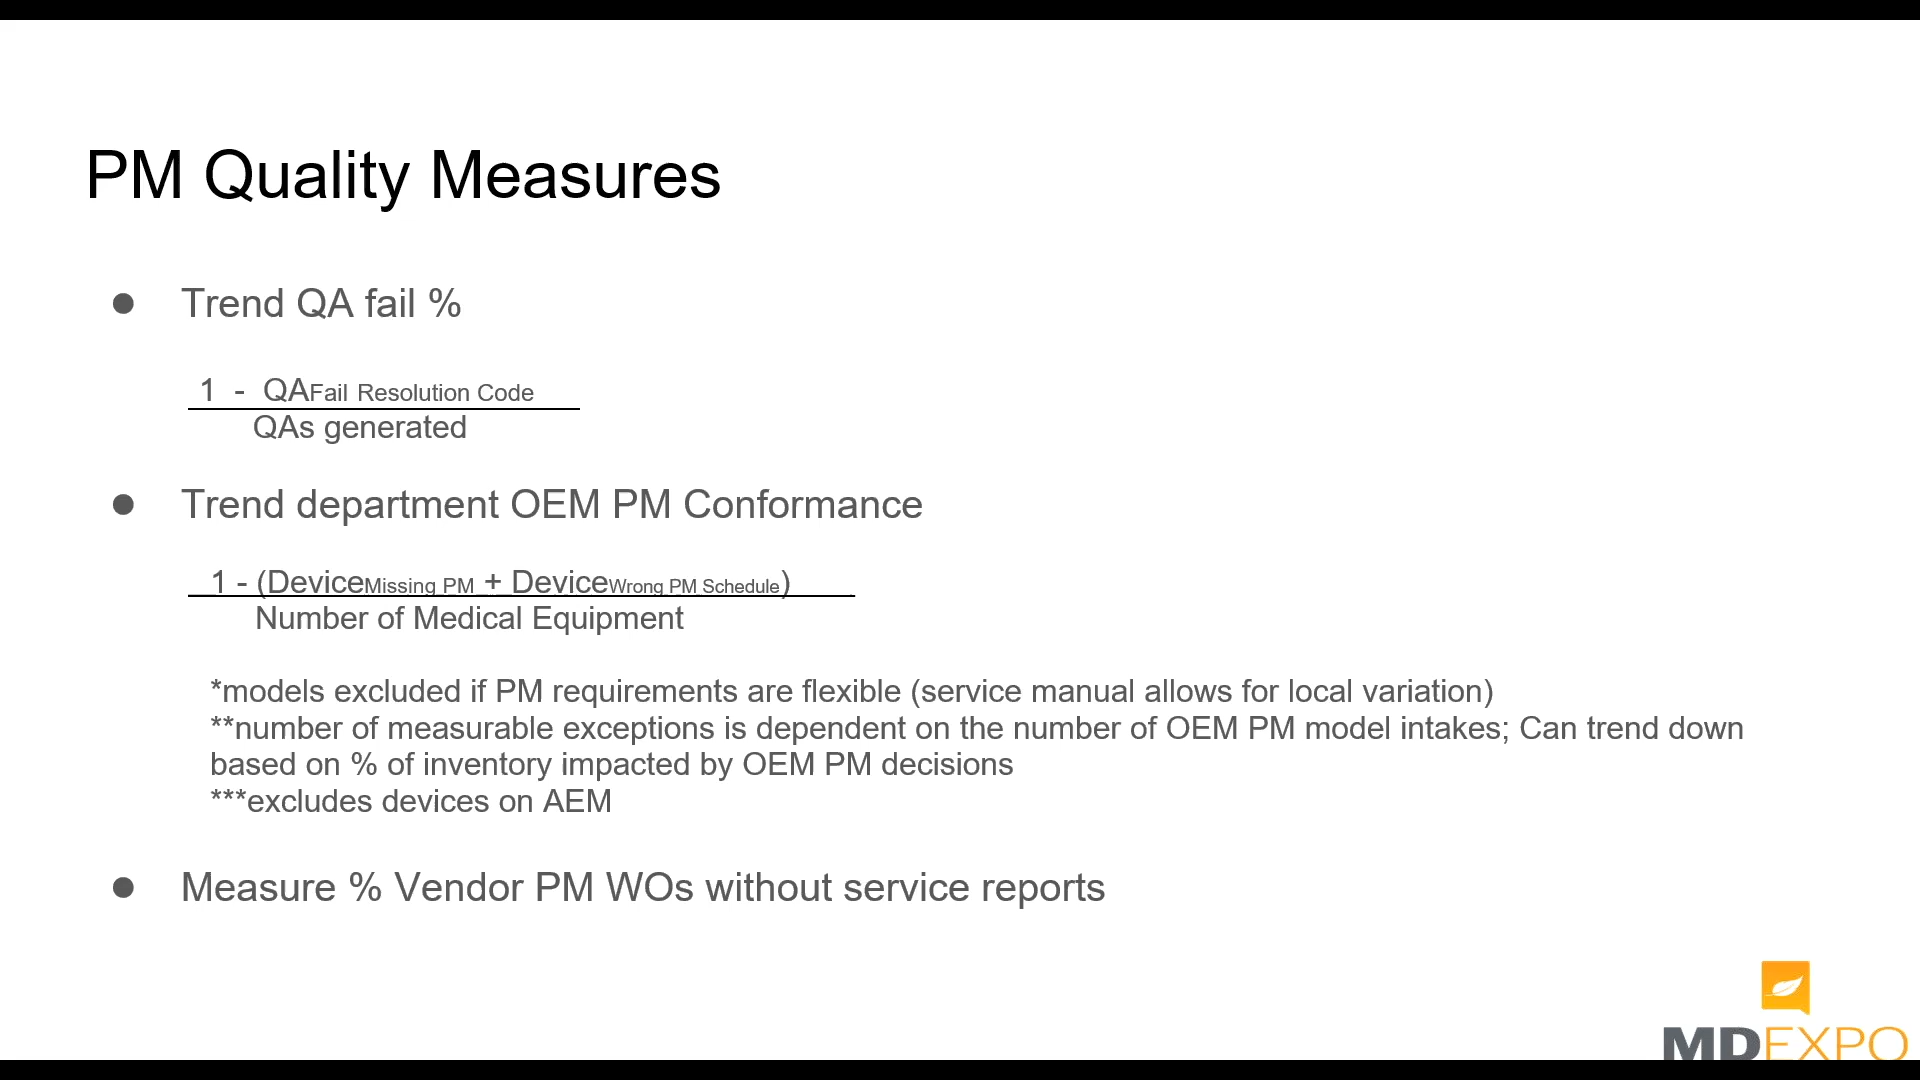 PM Quality Measures
● Trend QA fail %
1 - QAFail Resolution Code
QAs generated
● Trend department OEM PM Conformance
1 - (DeviceMissing PM + DeviceWrong PM Schedule)
Number of Medical Equipment
*models excluded if PM requirements are flexible (service manual allows for local variation)
**number of measurable exceptions is dependent on the number of OEM PM model intakes; Can trend down
based on % of inventory impacted by OEM PM decisions
***excludes devices on AEM
● Measure % Vendor PM WOs without service reports
MDEXPO